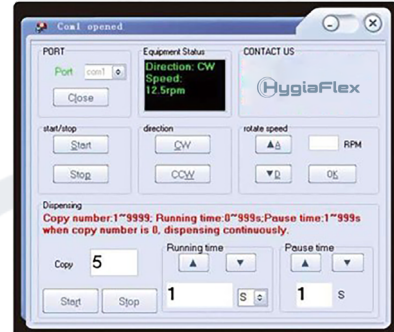 Com1 opened
PORT
Port com1
Close
Equipment Status
Direction: CW
Speed:
12.5rpm
CONTACT US
HygiaFlex
start/stop
Start
Stop
direction
CW
CCW
rotate speed
▲A RPM
▼D OK
Dispensing
Copy number:1~9999; Running time:0~999s;Pause time:1~999s
when copy number is 0, dispensing continuously.
Copy 5
Running time
▲ ▼
Pause time
▲ ▼
Start Stop
1 S
1 S